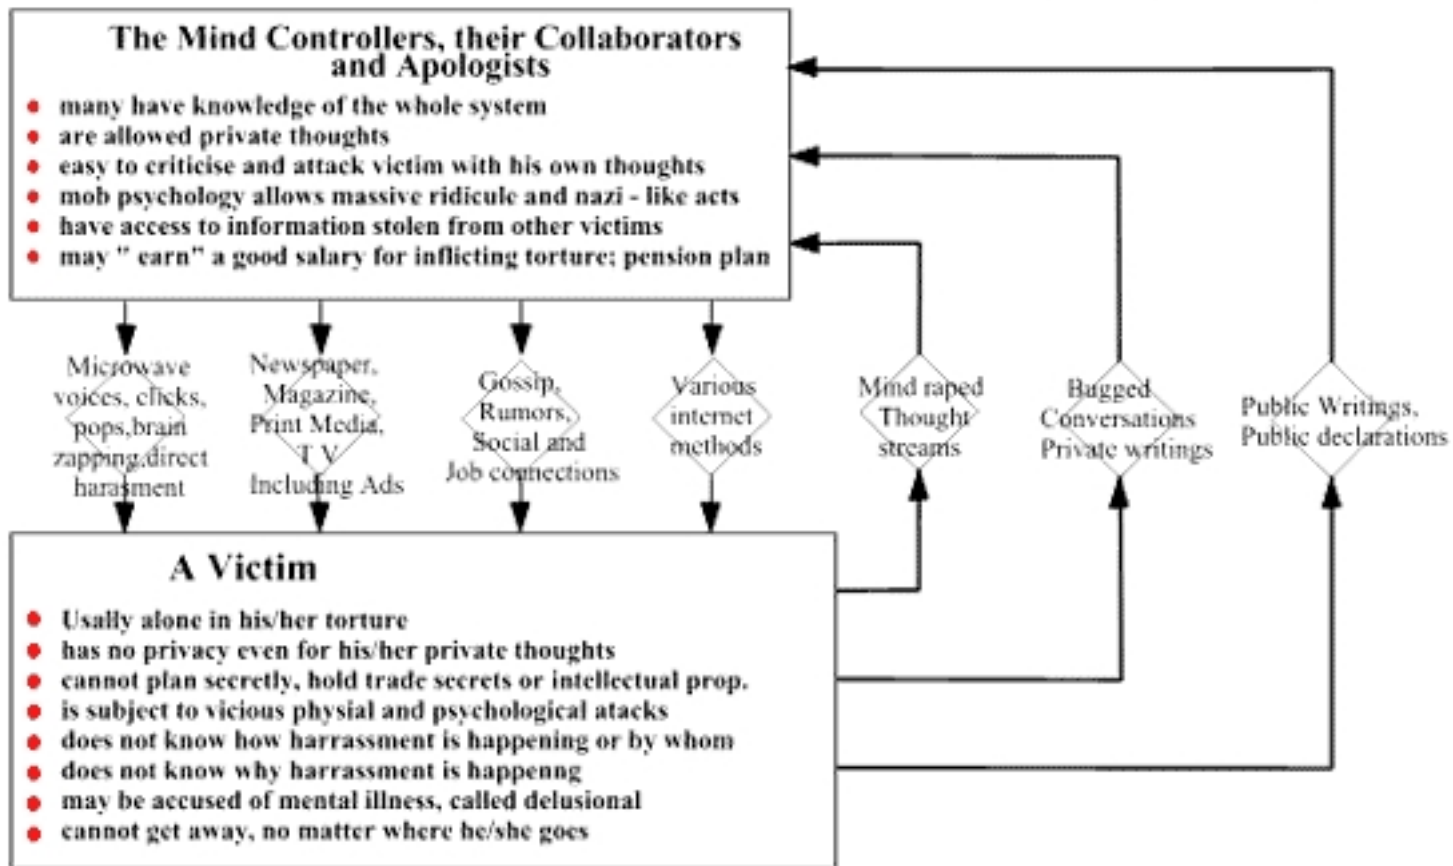 The Mind Controllers, their Collaborators
and Apologists
many have knowledge of the whole system
are allowed private thoughts
easy to criticise and attack victim with his own thoughts
mob psychology allows massive ridicule and nazi - like acts
have access to information stolen from other victims
may " earn" a good salary for inflicting torture; pension plan
Microwave
voices, clicks,
pops,brain
zapping,direct
harasment
Newspaper,
Magazine,
Print Media,
T V
Including Ads
Gossip,
Rumors,
Social and
Job connections
Various
internet
methods
Mind raped
Thought
streams
Bugged
Conversations
Private writings
Public Writings,
Public declarations
A Victim
Usally alone in his/her torture
has no privacy even for his/her private thoughts
cannot plan secretly, hold trade secrets or intellectual prop.
is subject to vicious physial and psychological atacks
does not know how harrassment is happening or by whom
does not know why harrassment is happenng
may be accused of mental illness, called delusional
cannot get away, no matter where he/she goes